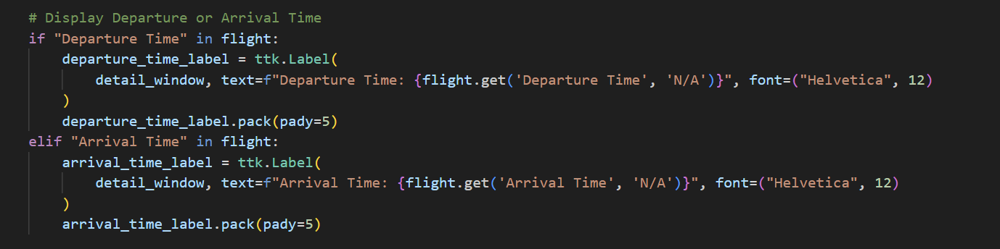 # Display Departure or Arrival Time
if "Departure Time" in flight:
    departure_time_label = ttk.Label(
        detail_window, text=f"Departure Time: {flight.get('Departure Time', 'N/A')}", font=("Helvetica", 12)
    )
    departure_time_label.pack(pady=5)
elif "Arrival Time" in flight:
    arrival_time_label = ttk.Label(
        detail_window, text=f"Arrival Time: {flight.get('Arrival Time', 'N/A')}", font=("Helvetica", 12)
    )
    arrival_time_label.pack(pady=5)